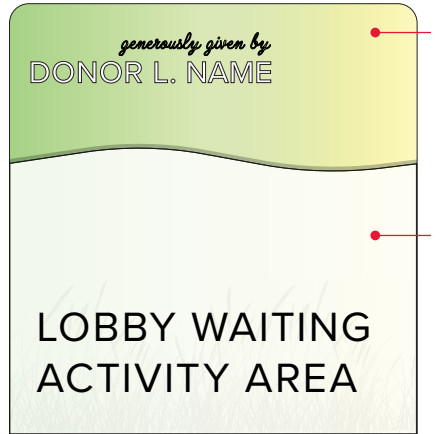 generously given by
DONOR L. NAME
LOBBY WAITING
ACTIVITY AREA